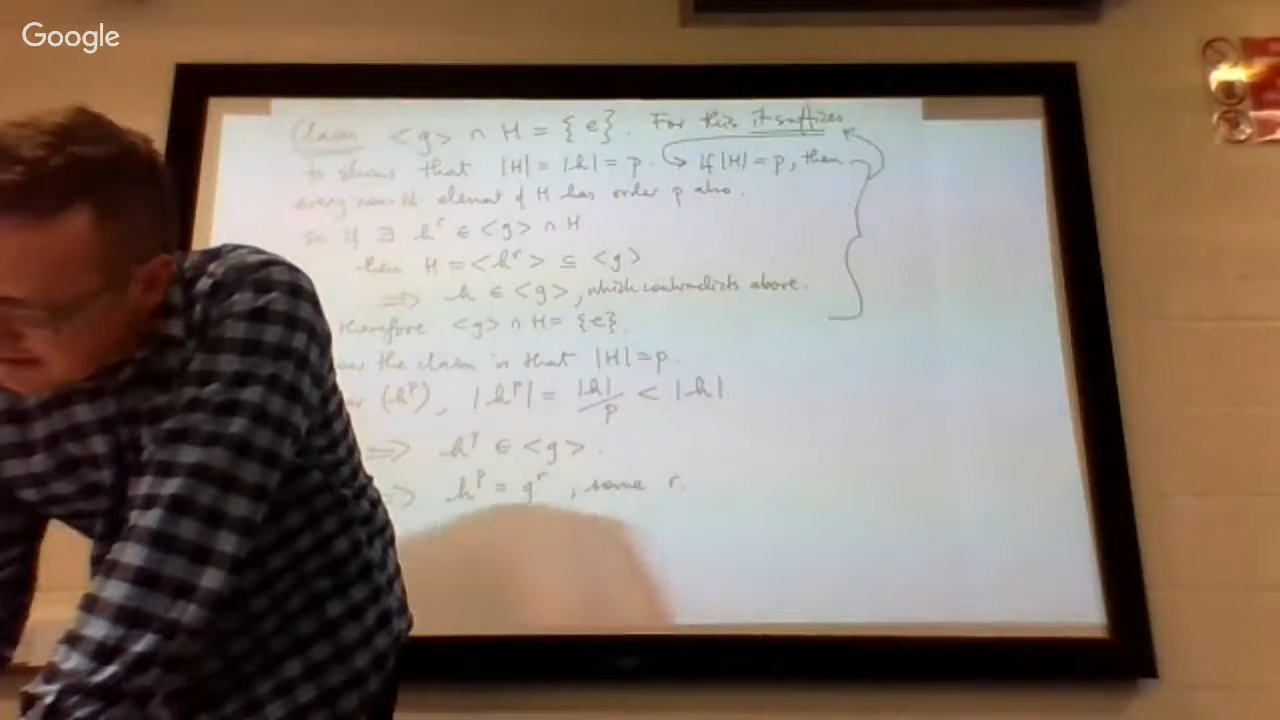 Google
Claim <g> ∩ H = {e}. For this it suffices
to show that |H| = |h| = p. ↳ If |H| = p, then
every non-id element of H has order p also.
so if ∃ h^r ∈ <g> ∩ H
then H = <h^r> ⊆ <g>
⟹ h ∈ <g>, which contradicts above.
therefore <g> ∩ H = {e}.
the claim is that |H| = p.
(h^p), |h^p| = |h|/p < |h|
⟹ h^p ∈ <g>.
⟹ h^p = g^r, some r.